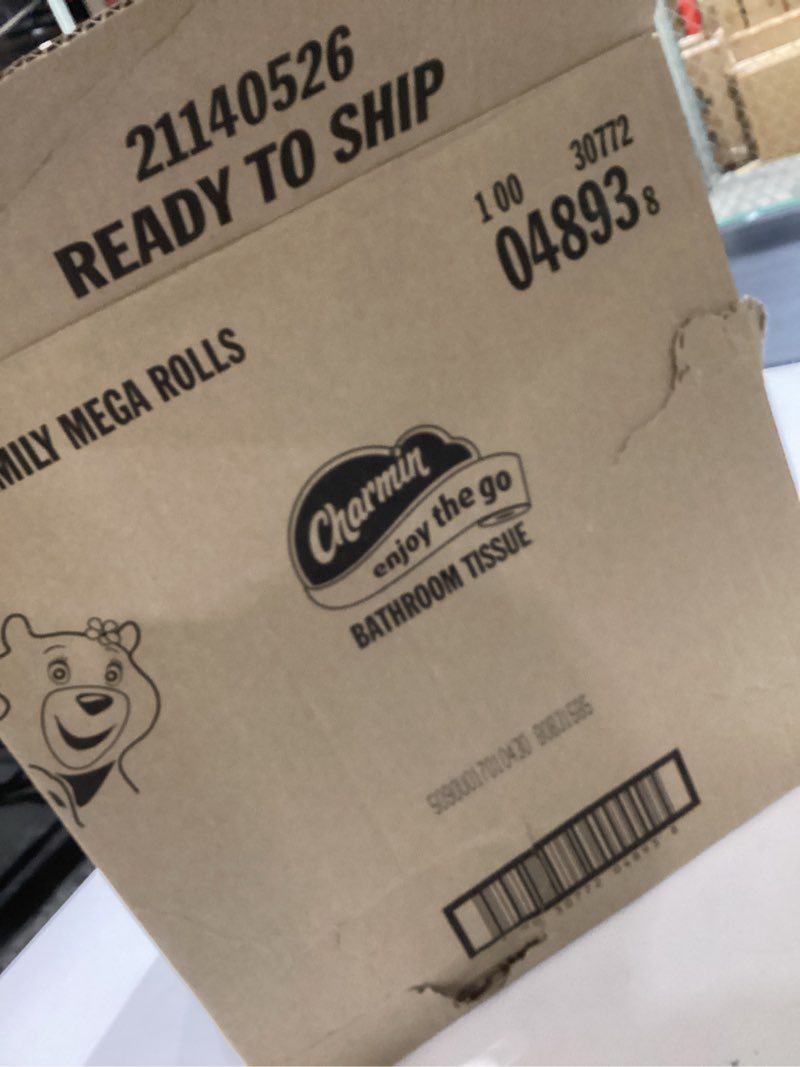 21140526
READY TO SHIP
1 00 30772
04893 8
MILY MEGA ROLLS
Charmin
enjoy the go
BATHROOM TISSUE